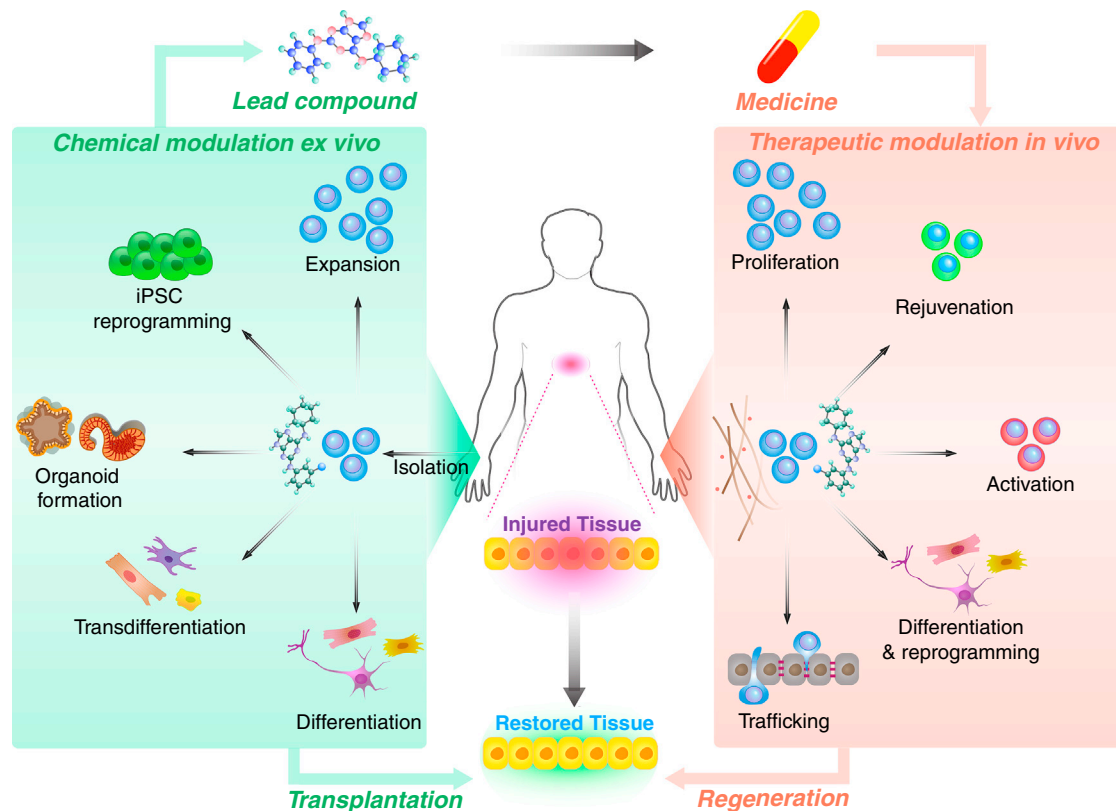 Lead compound
Medicine
Chemical modulation ex vivo
Expansion
iPSC
reprogramming
Organoid
formation
Isolation
Transdifferentiation
Differentiation
Transplantation
Injured Tissue
Restored Tissue
Therapeutic modulation in vivo
Proliferation
Rejuvenation
Activation
Differentiation
& reprogramming
Trafficking
Regeneration